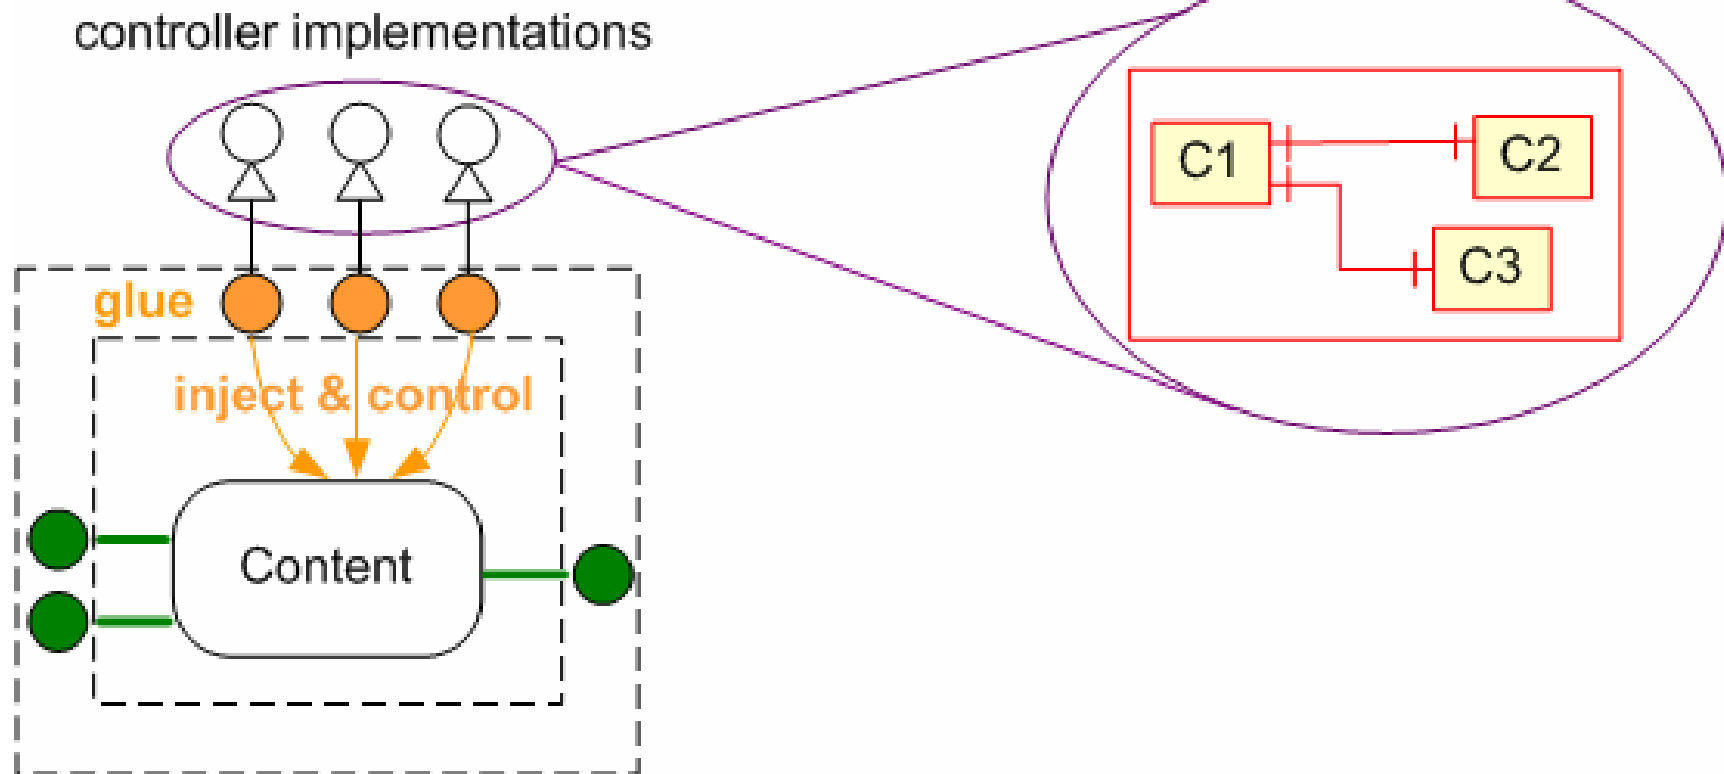 controller implementations
C1
C2
C3
glue
inject & control
Content